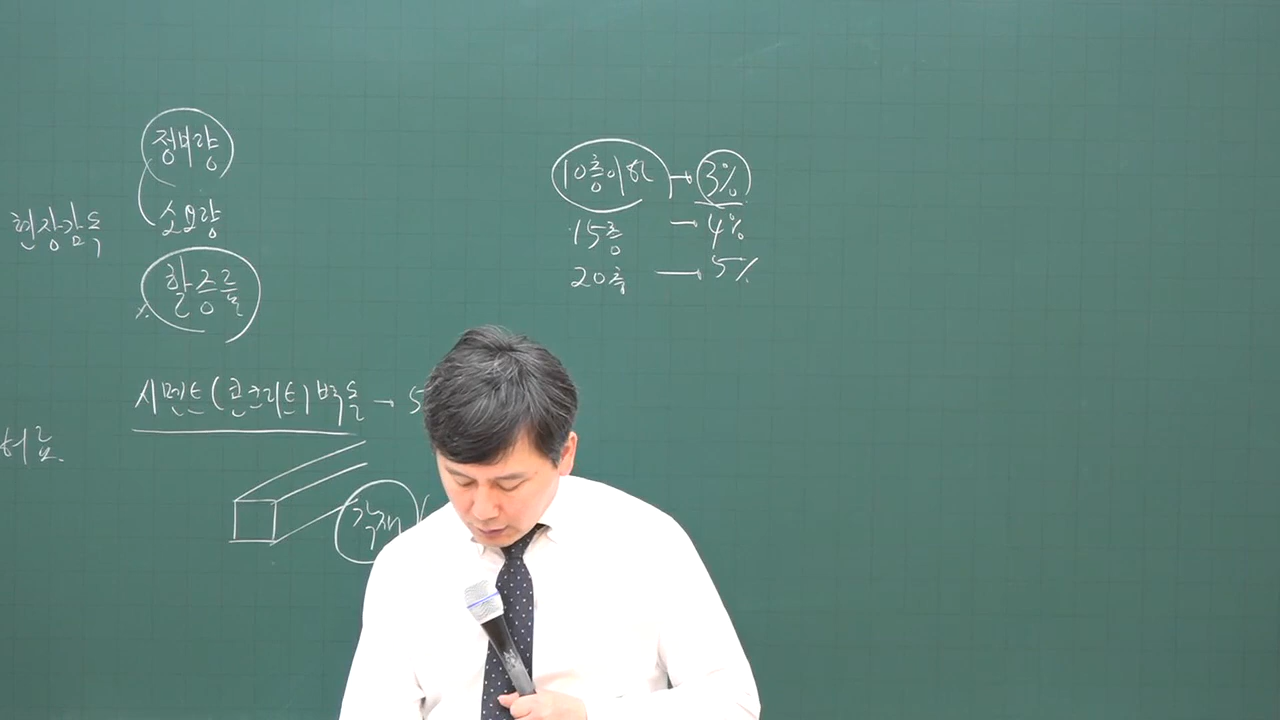 정미량
현장감독
소요량
할증률
시멘트(콘크리트)벽돌 → 5
허용
각재
10층이하 → 3%
15층 → 4%
20층 → 5%